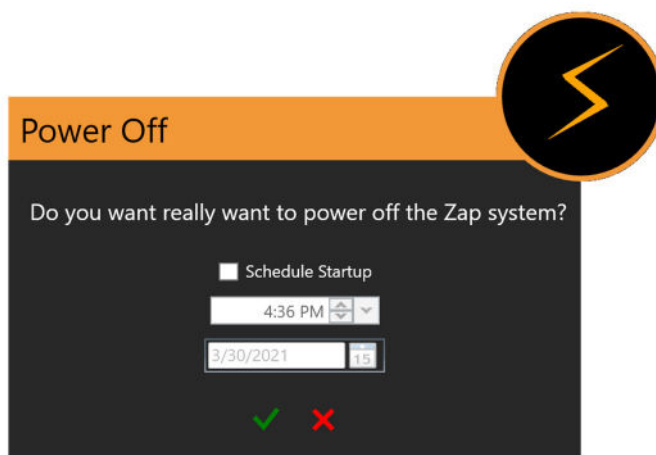 Power Off
Do you want really want to power off the Zap system?
Schedule Startup
4:36 PM
3/30/2021
15